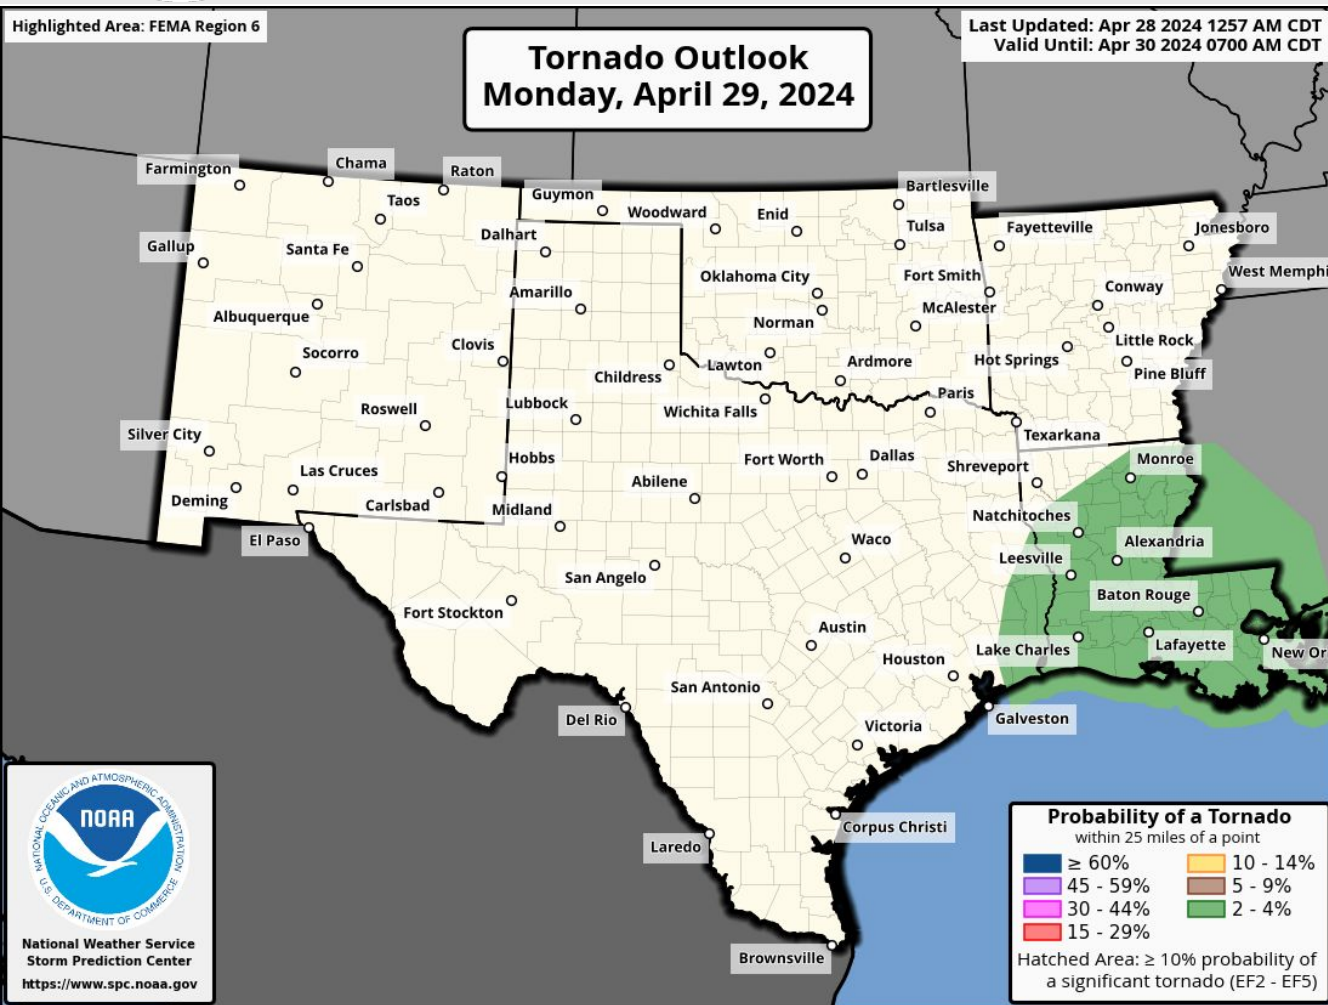 Highlighted Area: FEMA Region 6
Last Updated: Apr 28 2024 1257 AM CDT
Valid Until: Apr 30 2024 0700 AM CDT
Tornado Outlook
Monday, April 29, 2024
Farmington
Chama
Raton
Taos
Guymon
Woodward
Enid
Bartlesville
Tulsa
Fayetteville
Jonesboro
Gallup
Santa Fe
Dalhart
Oklahoma City
Fort Smith
West Memphi
Amarillo
Conway
Albuquerque
Norman
McAlester
Little Rock
Socorro
Clovis
Childress
Lawton
Ardmore
Hot Springs
Pine Bluff
Roswell
Lubbock
Wichita Falls
Paris
Texarkana
Silver City
Las Cruces
Hobbs
Abilene
Fort Worth
Dallas
Shreveport
Monroe
Deming
Carlsbad
Midland
Natchitoches
El Paso
Waco
Leesville
Alexandria
San Angelo
Baton Rouge
Fort Stockton
Austin
Lake Charles
Lafayette
New Or
Houston
San Antonio
Del Rio
Victoria
Galveston
Corpus Christi
Laredo
Brownsville
NATIONAL OCEANIC AND ATMOSPHERIC ADMINISTRATION
NOAA
U.S. DEPARTMENT OF COMMERCE
National Weather Service
Storm Prediction Center
https://www.spc.noaa.gov
Probability of a Tornado
within 25 miles of a point
≥ 60%
45 - 59%
30 - 44%
15 - 29%
10 - 14%
5 - 9%
2 - 4%
Hatched Area: ≥ 10% probability of
a significant tornado (EF2 - EF5)